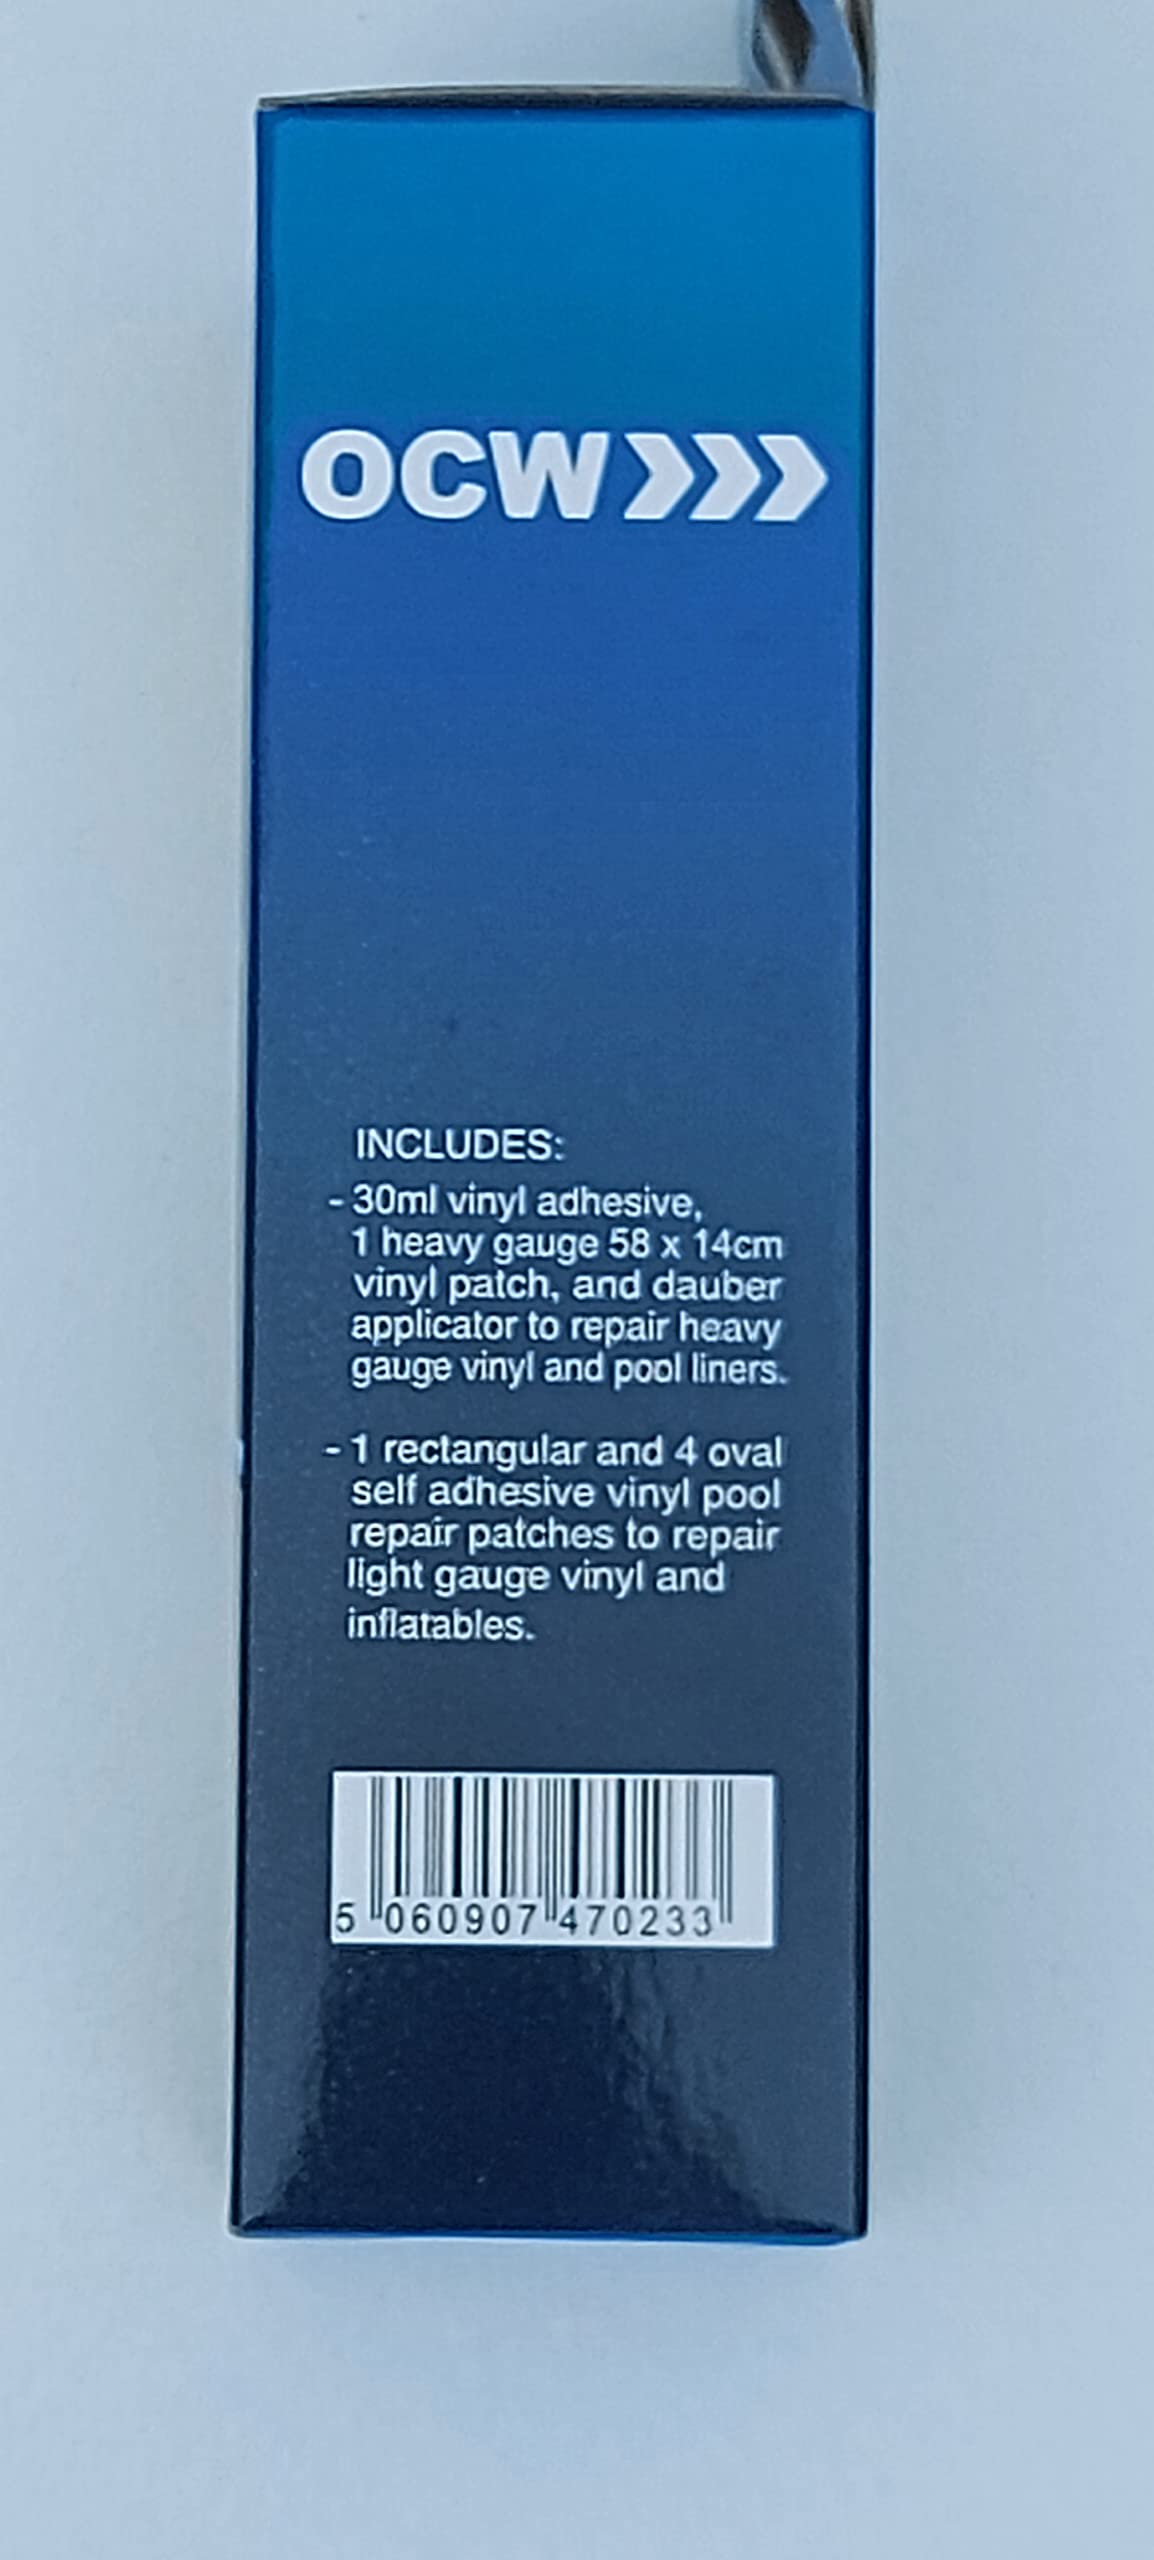 OCW
INCLUDES:
- 30ml vinyl adhesive,
1 heavy gauge 58 x 14cm
vinyl patch, and dauber
applicator to repair heavy
gauge vinyl and pool liners.
- 1 rectangular and 4 oval
self adhesive vinyl pool
repair patches to repair
light gauge vinyl and
inflatables.
5 060907 470233